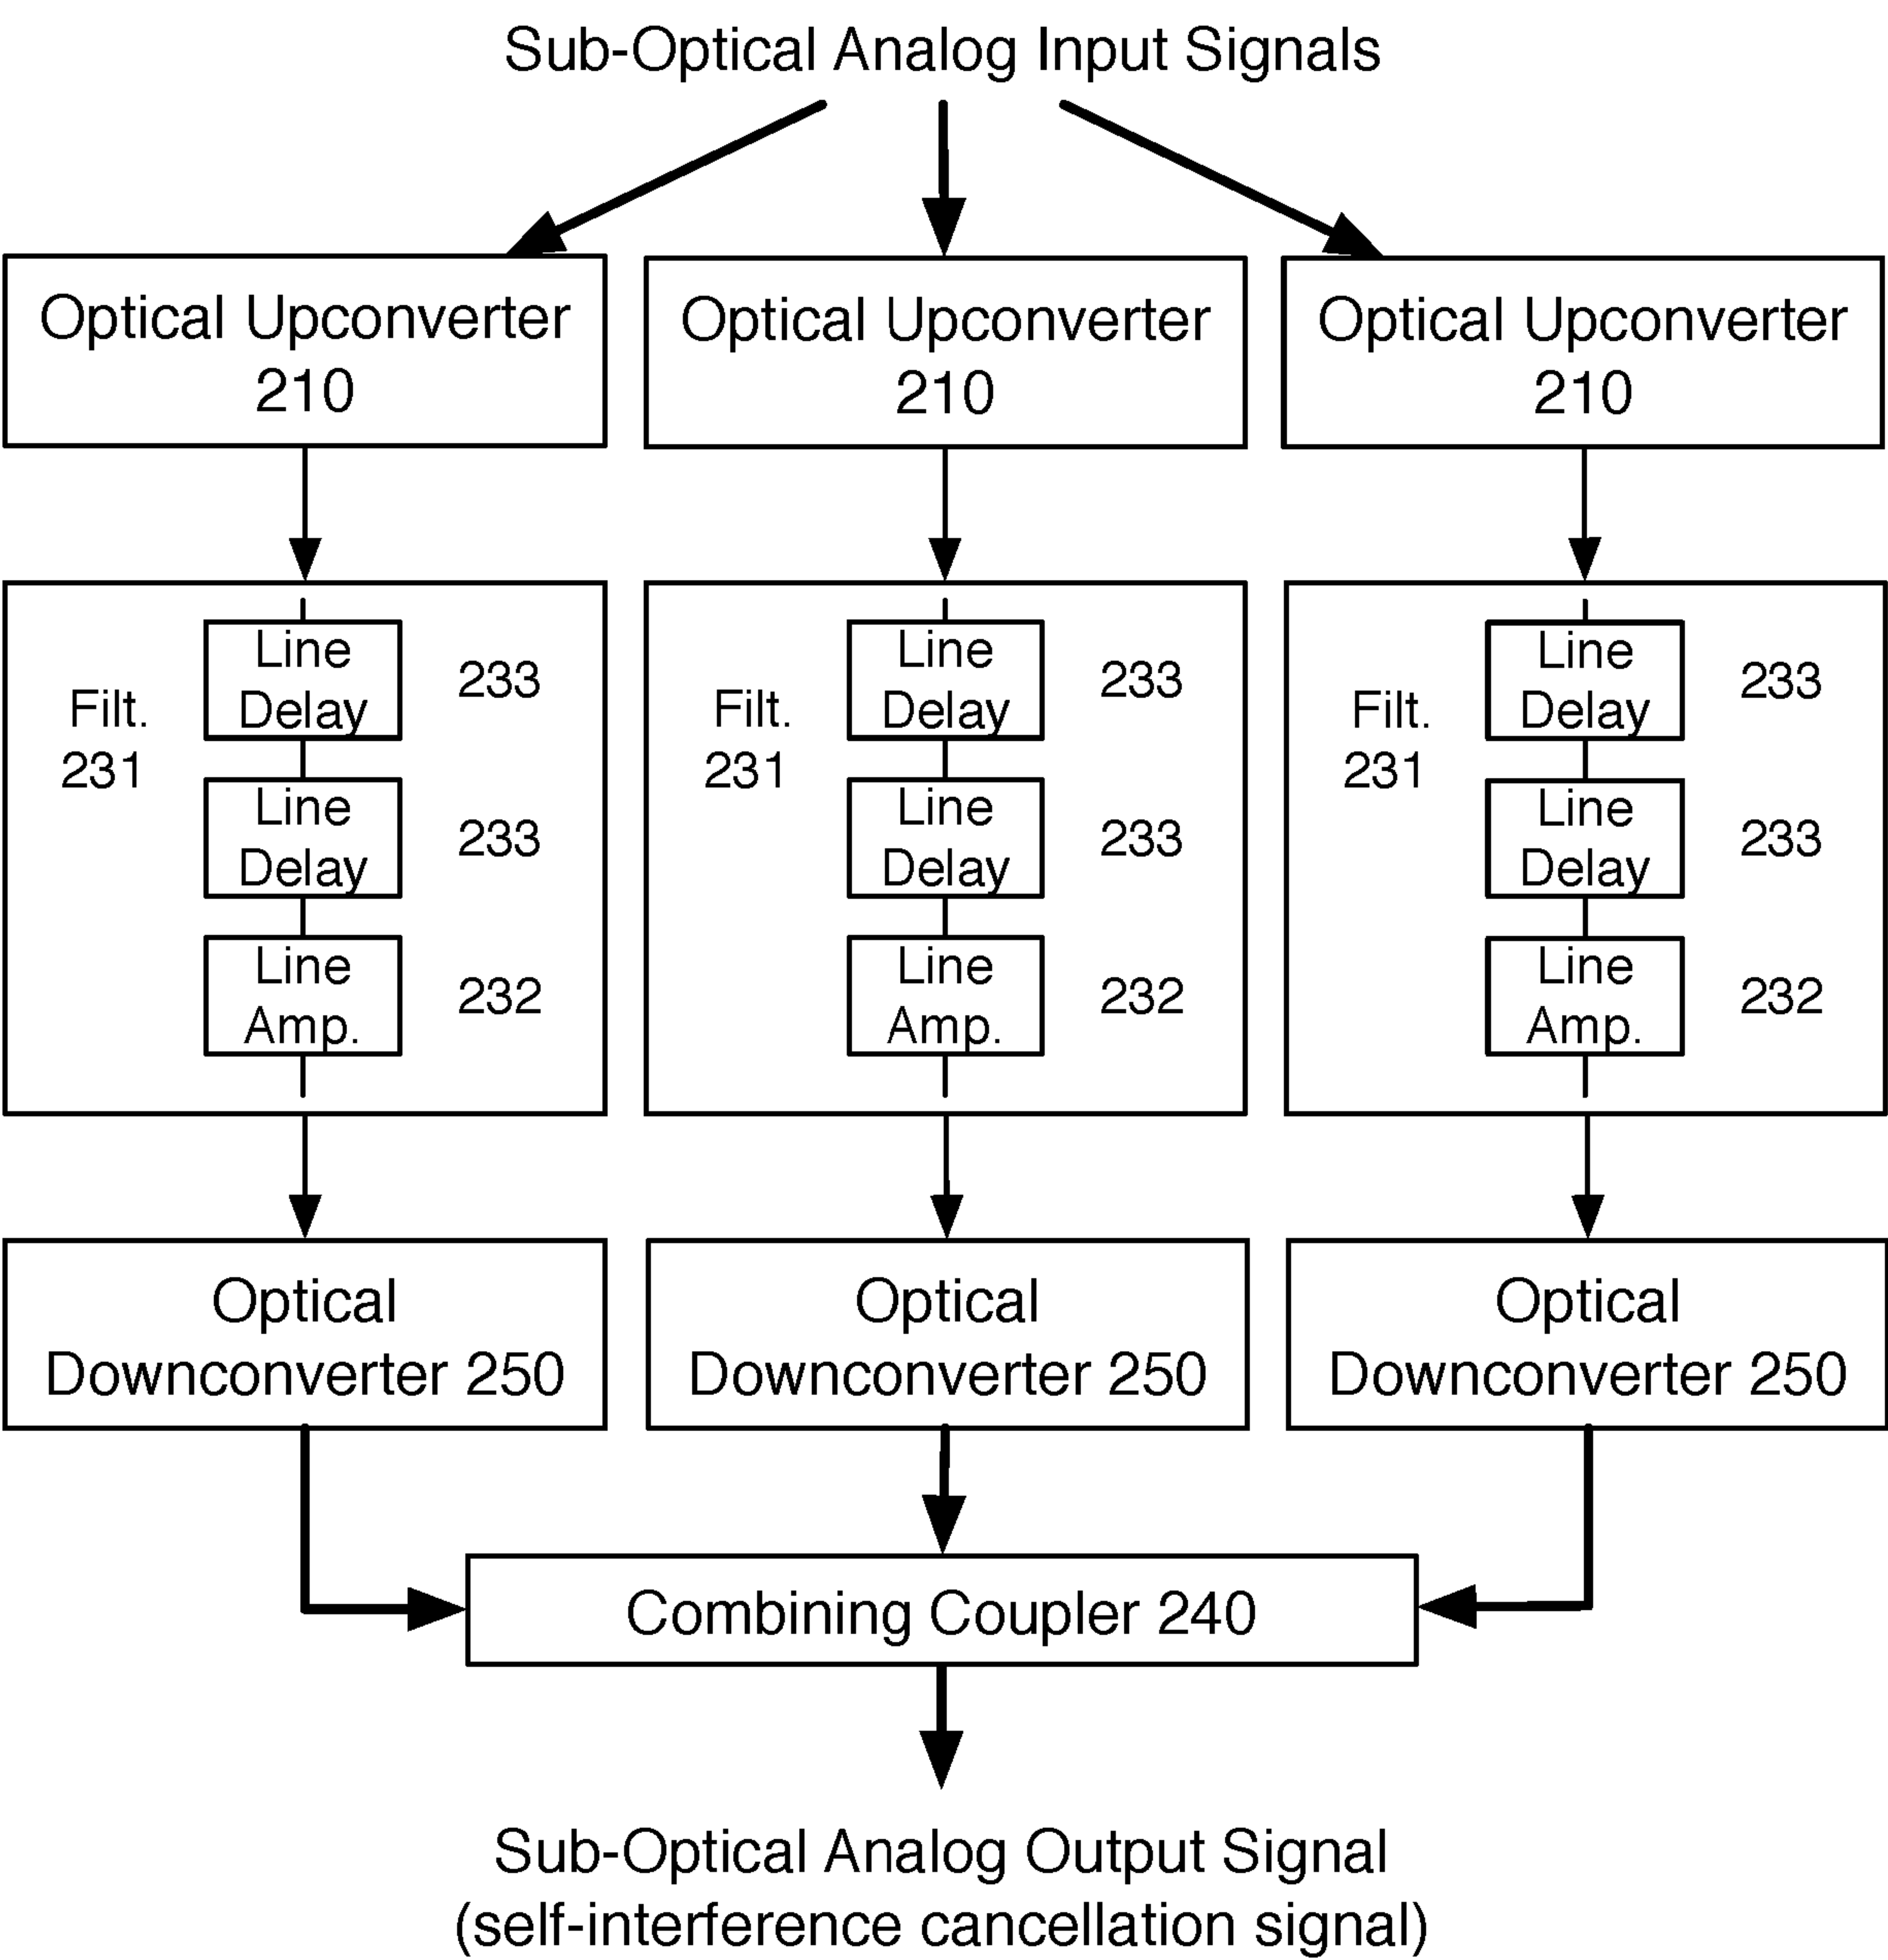 Sub-Optical Analog Input Signals
Optical Upconverter
210
Optical Upconverter
210
Optical Upconverter
210
Filt.
231
Line
Delay
233
Line
Delay
233
Line
Amp.
232
Filt.
231
Line
Delay
233
Line
Delay
233
Line
Amp.
232
Filt.
231
Line
Delay
233
Line
Delay
233
Line
Amp.
232
Optical
Downconverter 250
Optical
Downconverter 250
Optical
Downconverter 250
Combining Coupler 240
Sub-Optical Analog Output Signal
(self-interference cancellation signal)